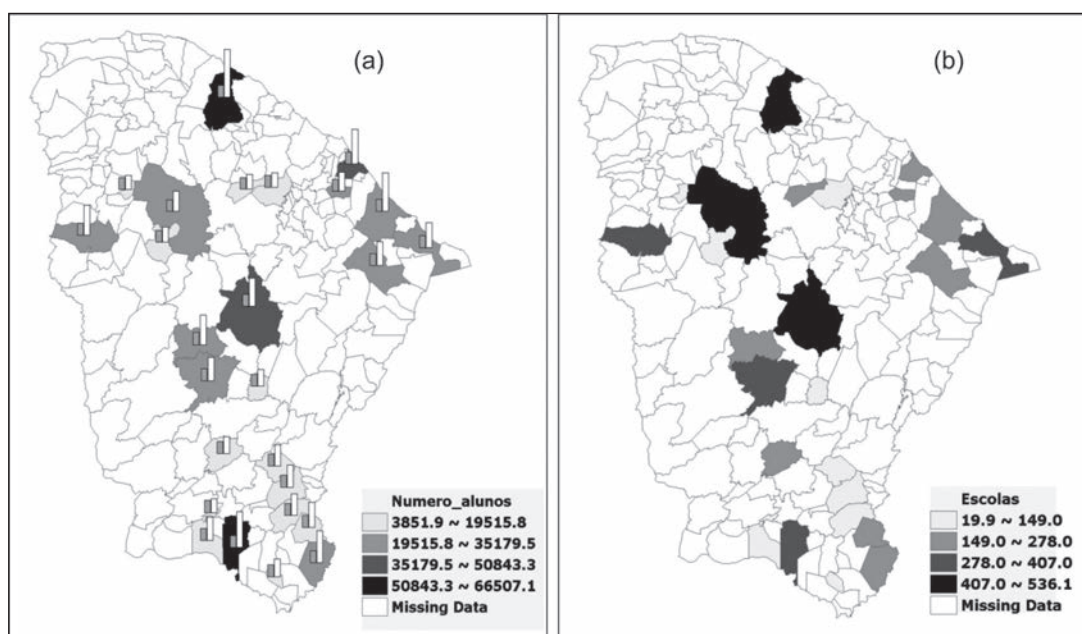 (a)
Numero_alunos
3851.9 ~ 19515.8
19515.8 ~ 35179.5
35179.5 ~ 50843.3
50843.3 ~ 66507.1
Missing Data
(b)
Escolas
19.9 ~ 149.0
149.0 ~ 278.0
278.0 ~ 407.0
407.0 ~ 536.1
Missing Data